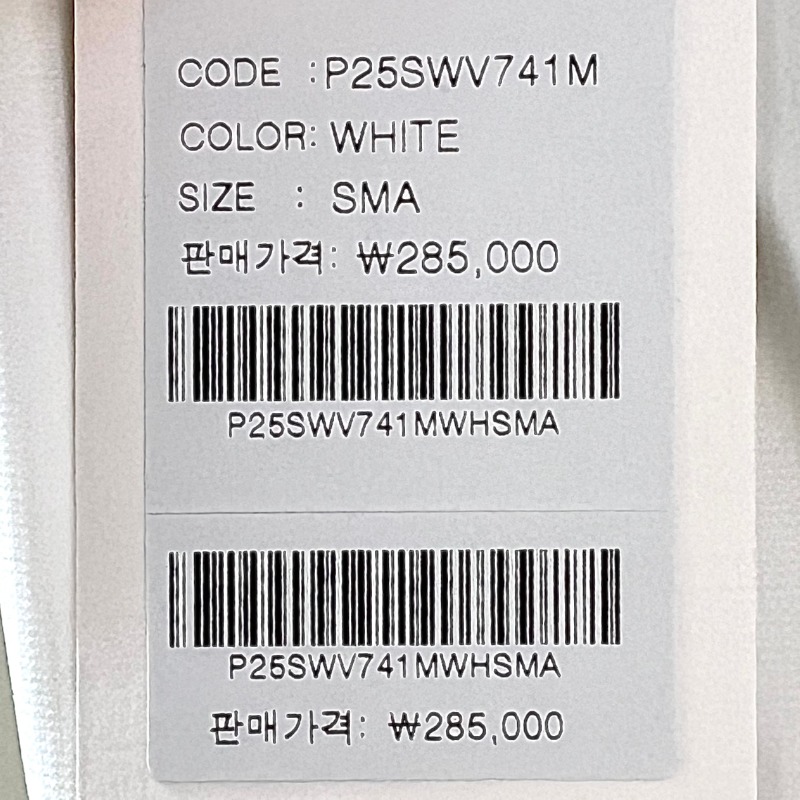 CODE :P25SWV741M
COLOR: WHITE
SIZE : SMA
판매가격: ₩285,000
P25SWV741MWHSMA
P25SWV741MWHSMA
판매가격: ₩285,000